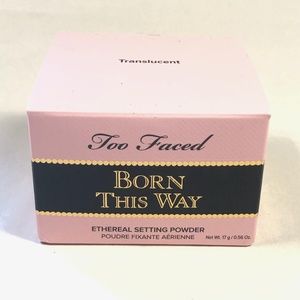 Translucent
Too Faced
BORN
THIS WAY
ETHEREAL SETTING POWDER
POUDRE FIXANTE AÉRIENNE
Net Wt. 17 g / 0.56 Oz.